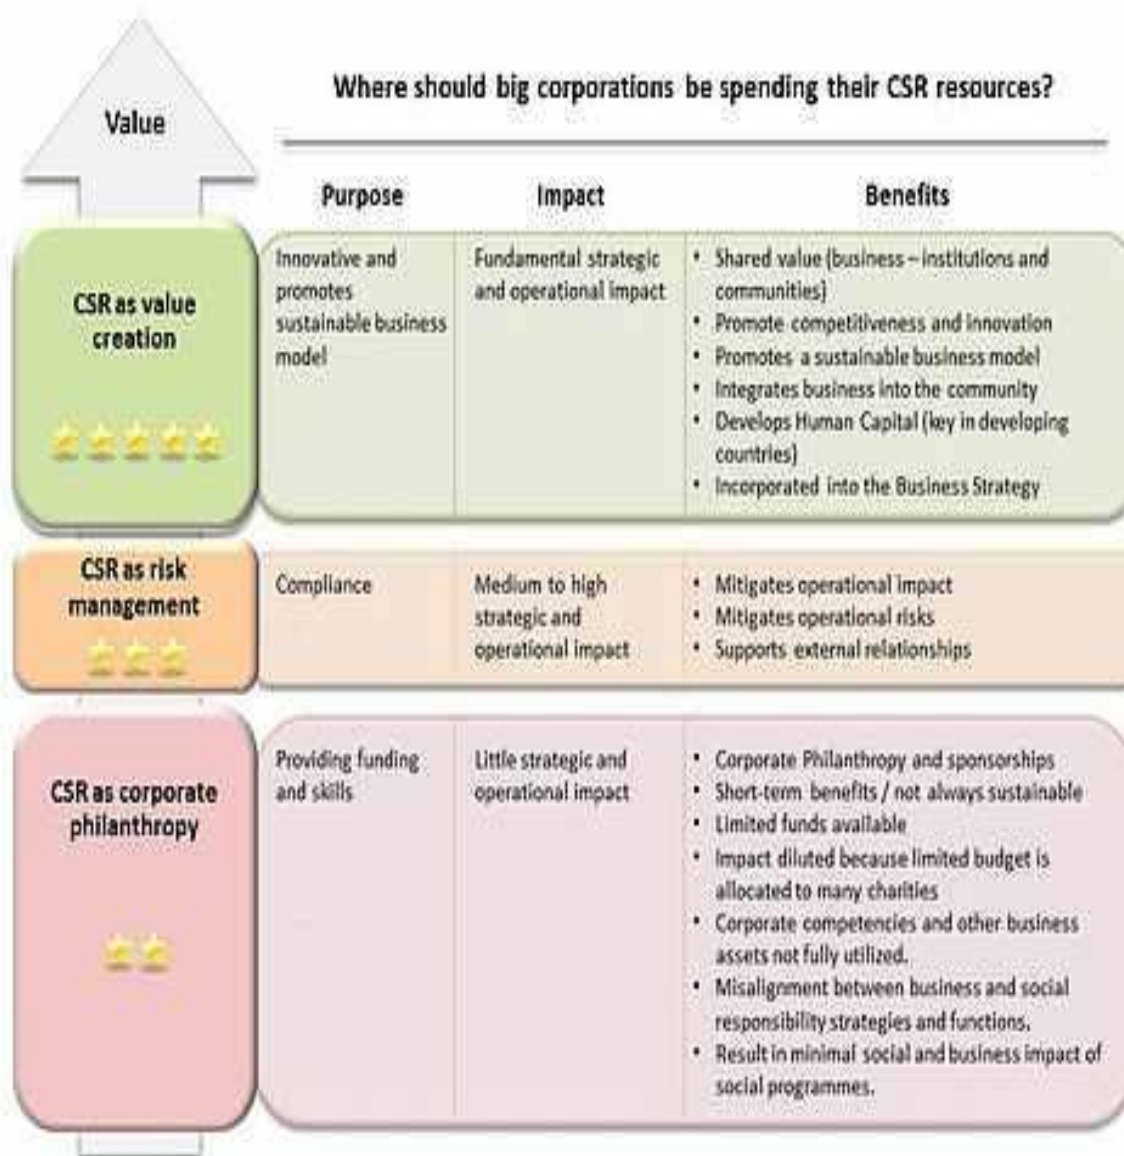 Where should big corporations be spending their CSR resources?
Value
Purpose
Impact
Benefits
CSR as value
creation
Innovative and
promotes
sustainable business
model
Fundamental strategic
and operational impact
• Shared value (business – institutions and
communities)
• Promote competitiveness and innovation
• Promotes a sustainable business model
• Integrates business into the community
• Develops Human Capital (key in developing
countries)
• Incorporated into the Business Strategy
CSR as risk
management
Compliance
Medium to high
strategic and
operational impact
• Mitigates operational impact
• Mitigates operational risks
• Supports external relationships
CSR as corporate
philanthropy
Providing funding
and skills
Little strategic and
operational impact
• Corporate Philanthropy and sponsorships
• Short-term benefits / not always sustainable
• Limited funds available
• Impact diluted because limited budget is
allocated to many charities
• Corporate competencies and other business
assets not fully utilized.
• Misalignment between business and social
responsibility strategies and functions.
• Result in minimal social and business impact of
social programmes.